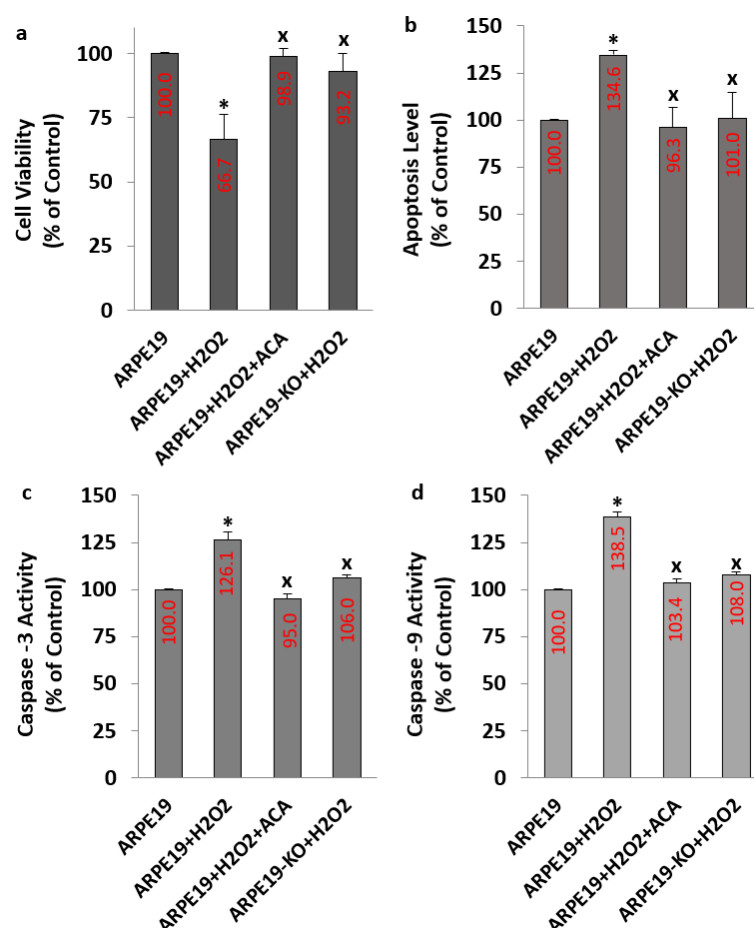 a
Cell Viability
(% of Control)
100
75
50
25
0
100.0
*
66.7
x
98.9
x
93.2
ARPE19
ARPE19+H2O2
ARPE19+H2O2+ACA
ARPE19-KO+H2O2
b
Apoptosis Level
(% of Control)
150
125
100
75
50
25
0
100.0
*
134.6
x
96.3
x
101.0
ARPE19
ARPE19+H2O2
ARPE19+H2O2+ACA
ARPE19-KO+H2O2
c
Caspase -3 Activity
(% of Control)
150
125
100
75
50
25
0
100.0
*
126.1
x
95.0
x
106.0
ARPE19
ARPE19+H2O2
ARPE19+H2O2+ACA
ARPE19-KO+H2O2
d
Caspase -9 Activity
(% of Control)
150
125
100
75
50
25
0
100.0
*
138.5
x
103.4
x
108.0
ARPE19
ARPE19+H2O2
ARPE19+H2O2+ACA
ARPE19-KO+H2O2